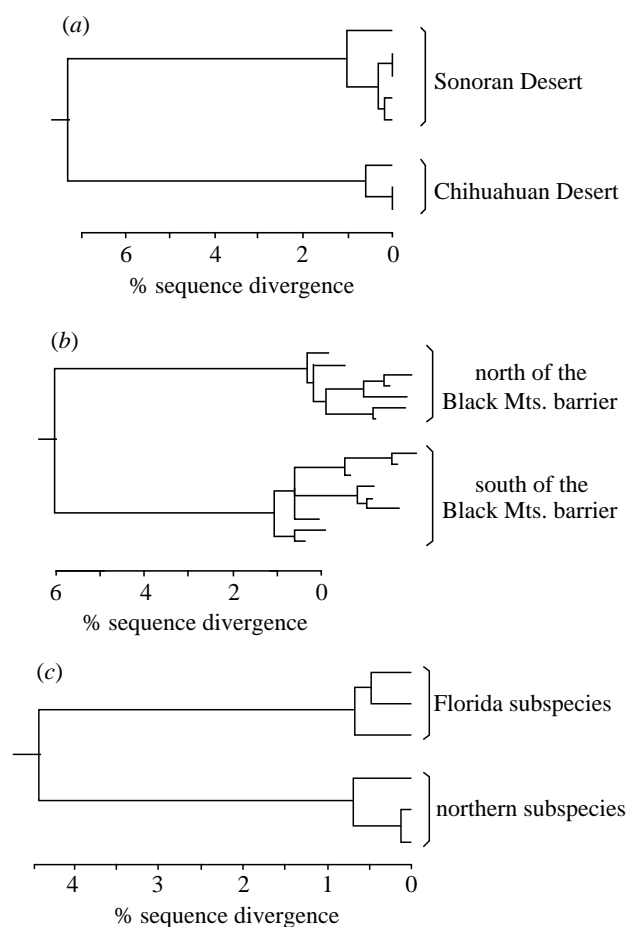 (a)
Sonoran Desert
Chihuahuan Desert
6 4 2 0
% sequence divergence
(b)
north of the
Black Mts. barrier
south of the
Black Mts. barrier
6 4 2 0
% sequence divergence
(c)
Florida subspecies
northern subspecies
4 3 2 1 0
% sequence divergence